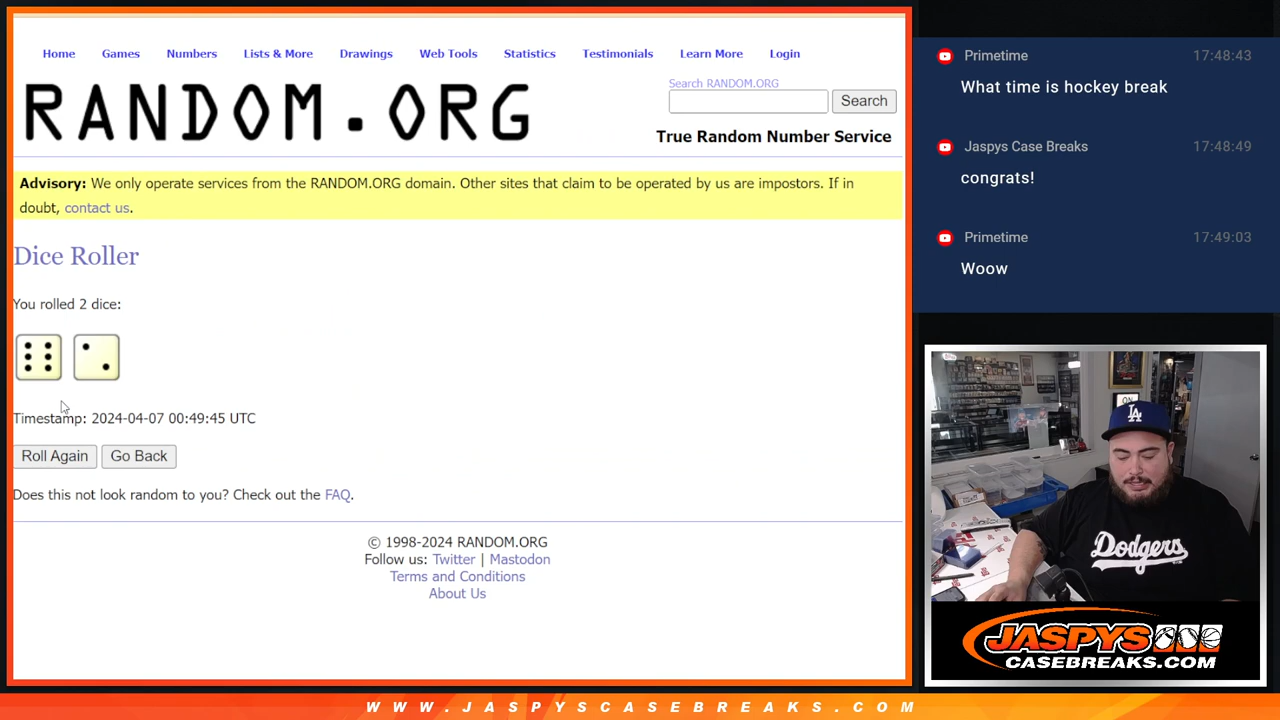 Home Games Numbers Lists & More Drawings Web Tools Statistics Testimonials Learn More Login
RANDOM.ORG
Search RANDOM.ORG
Search
True Random Number Service
Advisory: We only operate services from the RANDOM.ORG domain. Other sites that claim to be operated by us are impostors. If in
doubt, contact us.
Dice Roller
You rolled 2 dice:
Timestamp: 2024-04-07 00:49:45 UTC
Roll Again Go Back
Does this not look random to you? Check out the FAQ.
© 1998-2024 RANDOM.ORG
Follow us: Twitter | Mastodon
Terms and Conditions
About Us
Primetime 17:48:43
What time is hockey break
Jaspys Case Breaks 17:48:49
congrats!
Primetime 17:49:03
Woow
ON
LA
Dodgers
JASPYS
CASEBREAKS.COM
WWW.JASPYSCASEBREAKS.COM